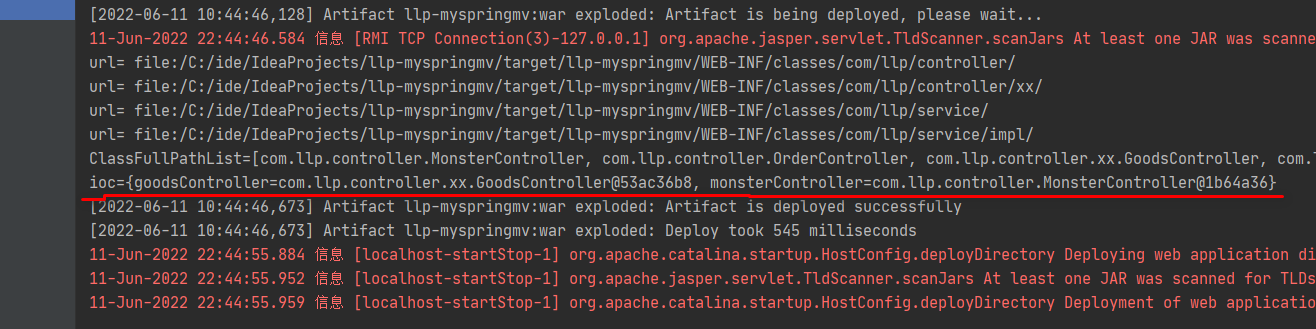 [2022-06-11 10:44:46,128] Artifact llp-myspringmv:war exploded: Artifact is being deployed, please wait...
11-Jun-2022 22:44:46.584 信息 [RMI TCP Connection(3)-127.0.0.1] org.apache.jasper.servlet.TldScanner.scanJars At least one JAR was scanne
url= file:/C:/ide/IdeaProjects/llp-myspringmv/target/llp-myspringmv/WEB-INF/classes/com/llp/controller/
url= file:/C:/ide/IdeaProjects/llp-myspringmv/target/llp-myspringmv/WEB-INF/classes/com/llp/controller/xx/
url= file:/C:/ide/IdeaProjects/llp-myspringmv/target/llp-myspringmv/WEB-INF/classes/com/llp/service/
url= file:/C:/ide/IdeaProjects/llp-myspringmv/target/llp-myspringmv/WEB-INF/classes/com/llp/service/impl/
ClassFullPathList=[com.llp.controller.MonsterController, com.llp.controller.OrderController, com.llp.controller.xx.GoodsController, com.l
ioc={goodsController=com.llp.controller.xx.GoodsController@53ac36b8, monsterController=com.llp.controller.MonsterController@1b64a36}
[2022-06-11 10:44:46,673] Artifact llp-myspringmv:war exploded: Artifact is deployed successfully
[2022-06-11 10:44:46,673] Artifact llp-myspringmv:war exploded: Deploy took 545 milliseconds
11-Jun-2022 22:44:55.884 信息 [localhost-startStop-1] org.apache.catalina.startup.HostConfig.deployDirectory Deploying web application di
11-Jun-2022 22:44:55.952 信息 [localhost-startStop-1] org.apache.jasper.servlet.TldScanner.scanJars At least one JAR was scanned for TLDs
11-Jun-2022 22:44:55.959 信息 [localhost-startStop-1] org.apache.catalina.startup.HostConfig.deployDirectory Deployment of web applicatio